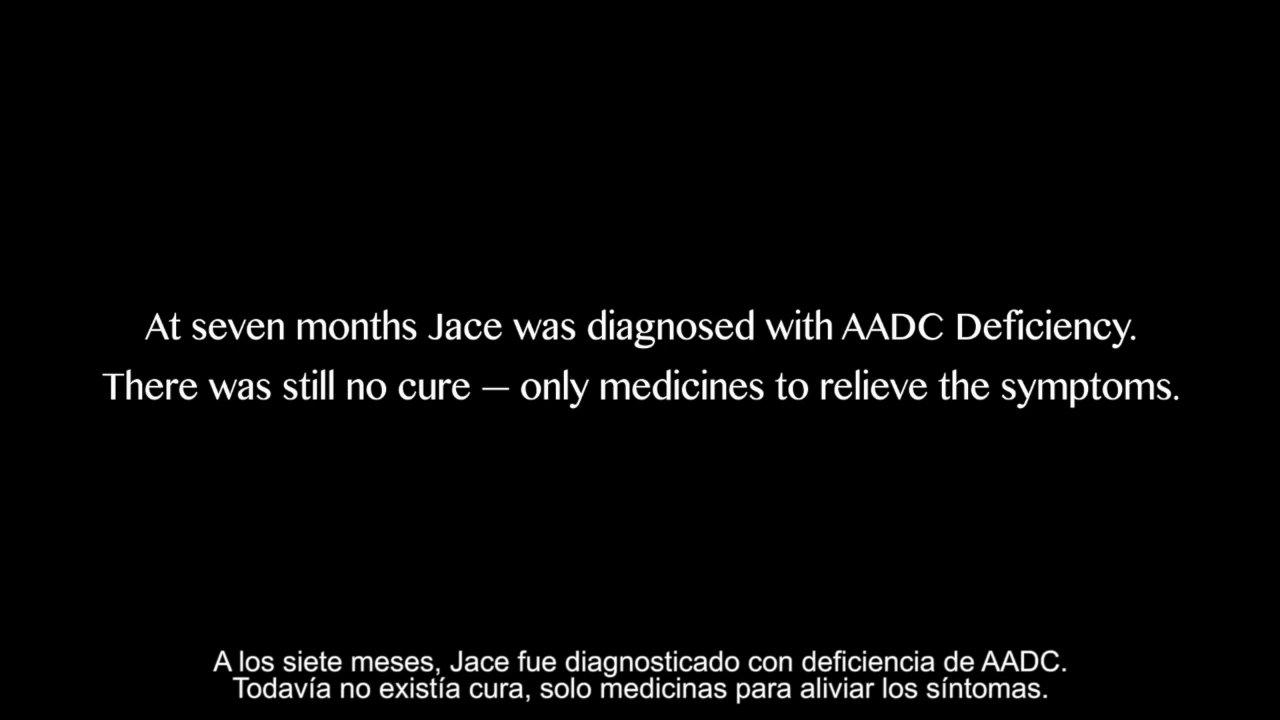 At seven months Jace was diagnosed with AADC Deficiency.
There was still no cure — only medicines to relieve the symptoms.
A los siete meses, Jace fue diagnosticado con deficiencia de AADC.
Todavía no existía cura, solo medicinas para aliviar los síntomas.